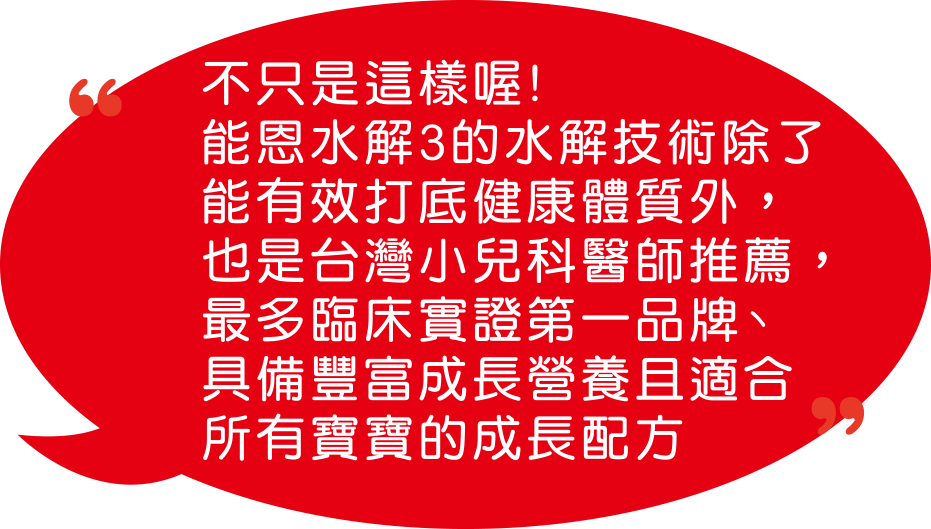 不只是這樣喔!
能恩水解3的水解技術除了
能有效打底健康體質外，
也是台灣小兒科醫師推薦，
最多臨床實證第一品牌、
具備豐富成長營養且適合
所有寶寶的成長配方